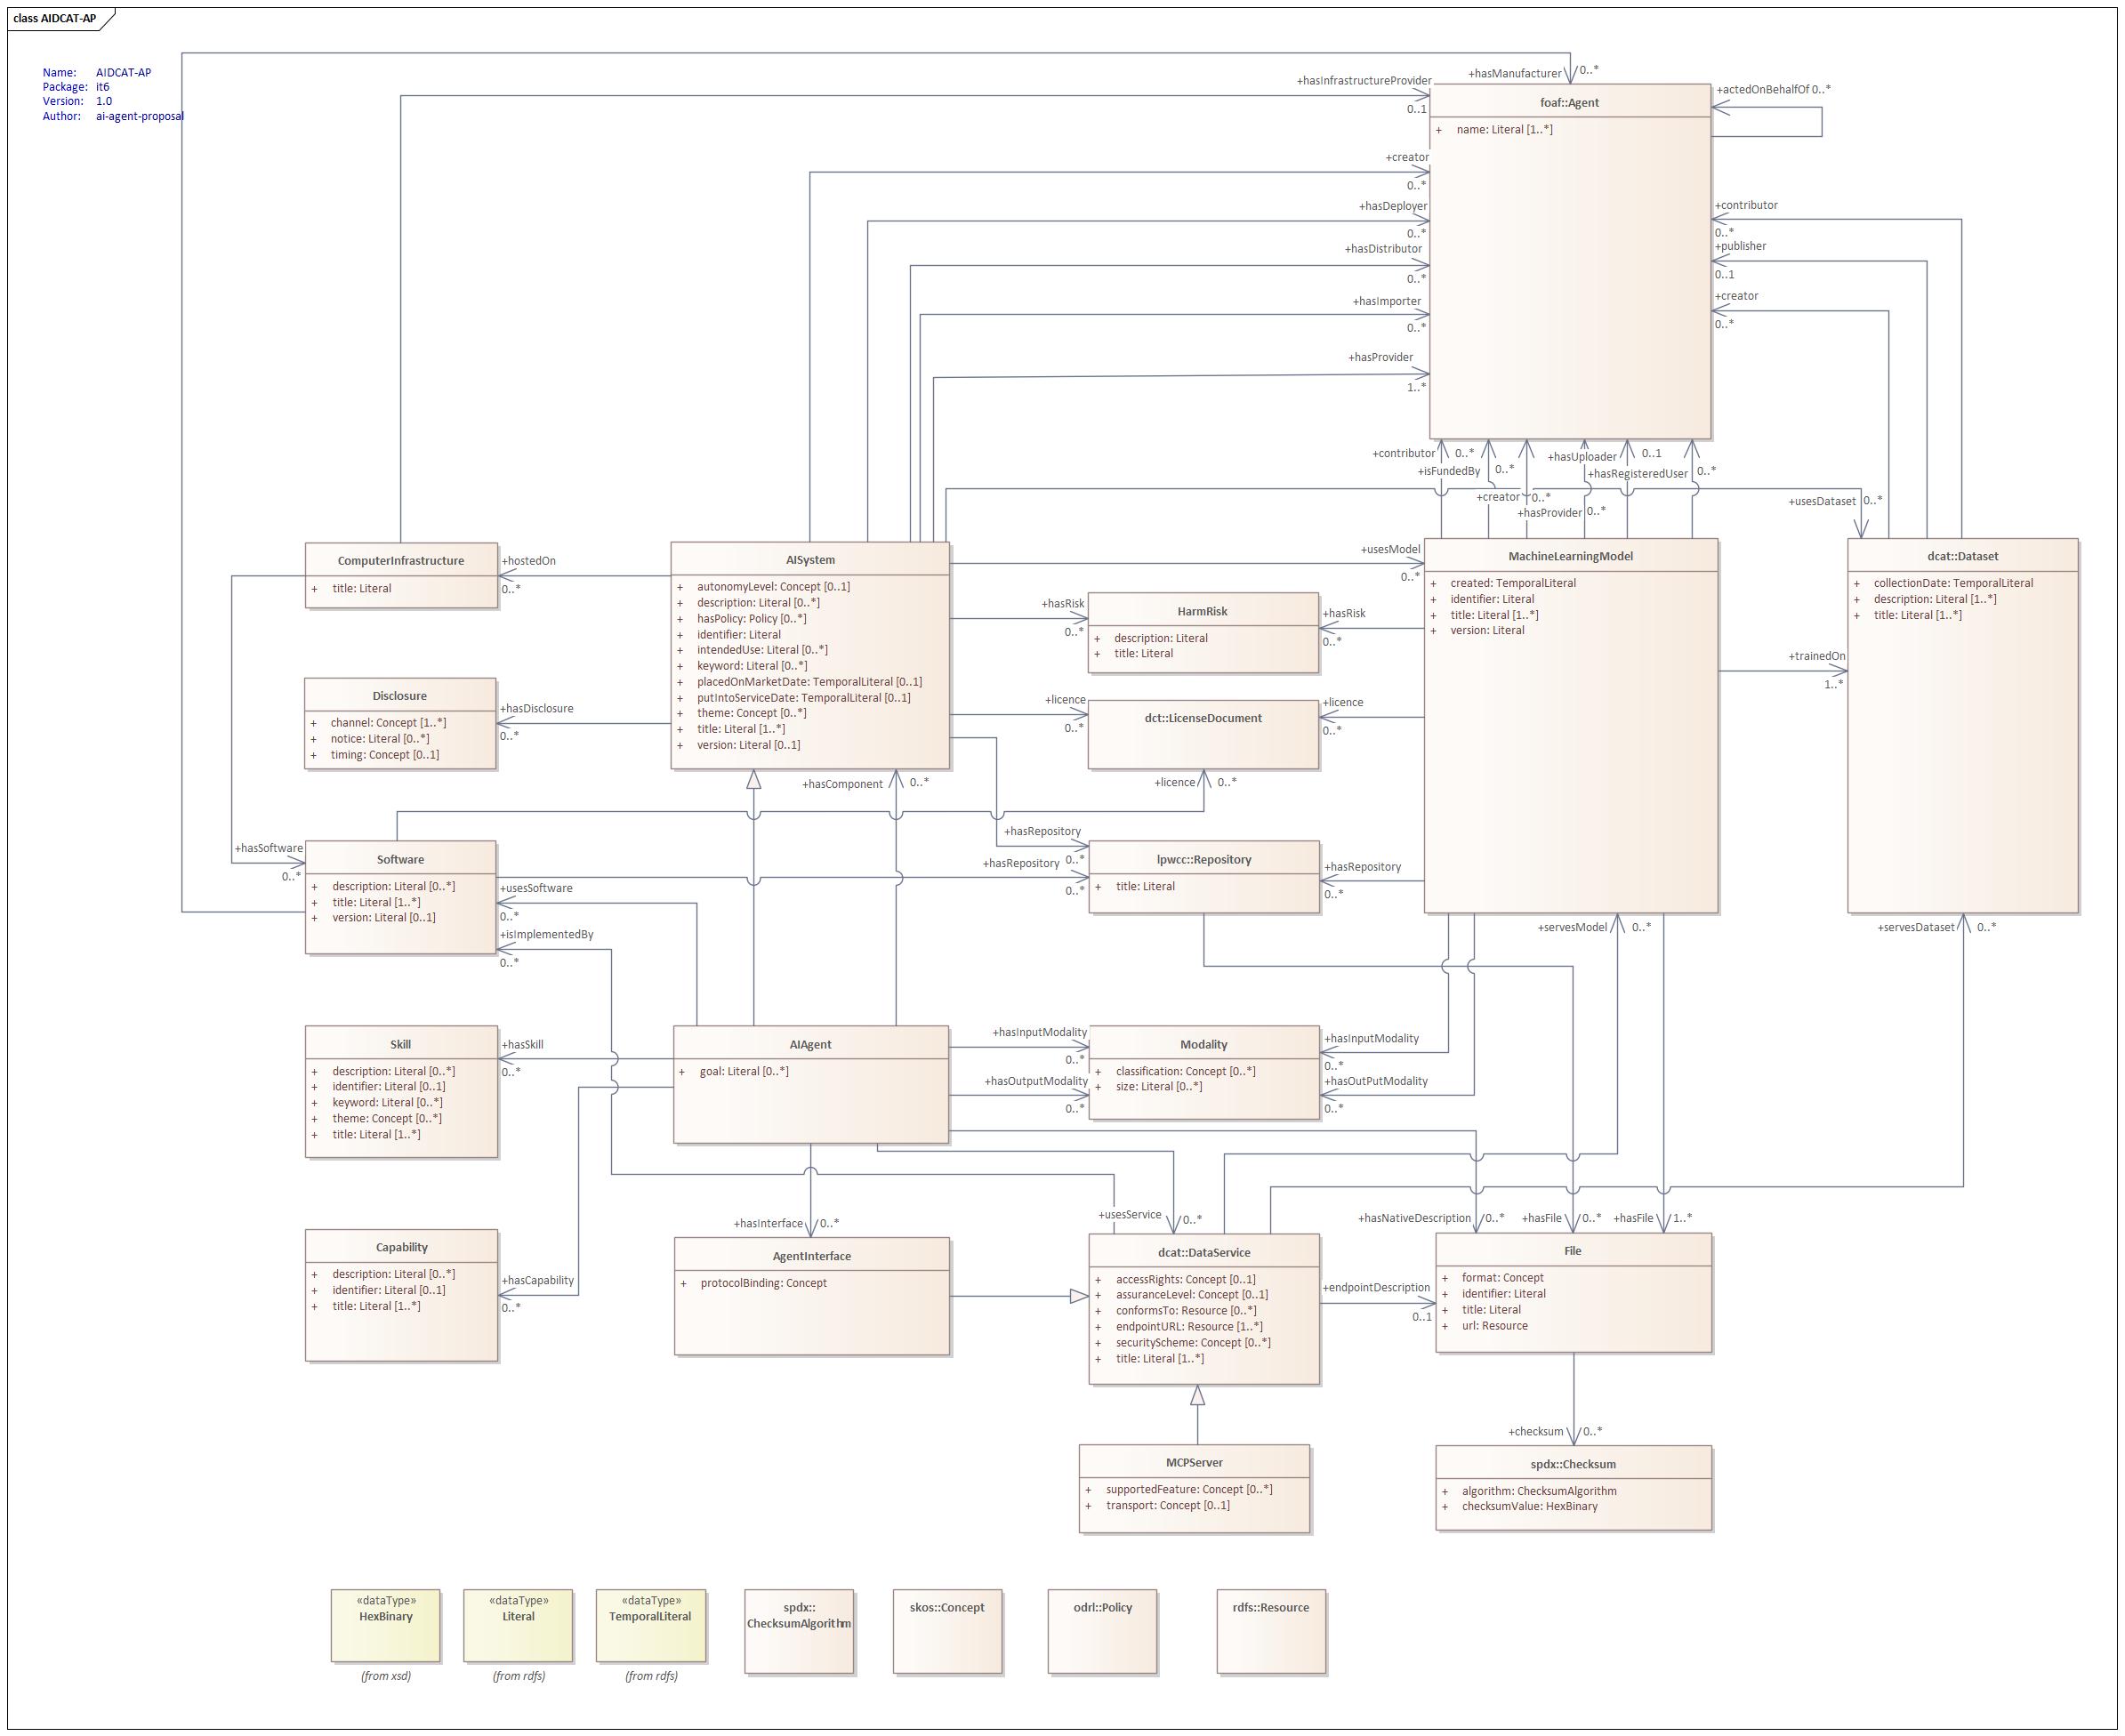 class AIDCAT-AP
Name: AIDCAT-AP
Package: it6
Version: 1.0
Author: ai-agent-proposal
+hasManufacturer 0..*
+hasInfrastructureProvider
0..1
foaf::Agent
+ name: Literal [1..*]
+actedOnBehalfOf 0..*
+creator
0..*
+hasDeployer
0..*
+hasDistributor
0..*
+hasImporter
0..*
+hasProvider
1..*
+contributor
0..*
+publisher
0..1
+creator
0..*
+contributor 0..*
+isFundedBy 0..*
+creator 0..*
+hasProvider 0..*
+hasUploader 0..1
+hasRegisteredUser 0..*
+usesDataset 0..*
ComputerInfrastructure
+ title: Literal
+hostedOn
0..*
AISystem
+ autonomyLevel: Concept [0..1]
+ description: Literal [0..*]
+ hasPolicy: Policy [0..*]
+ identifier: Literal
+ intendedUse: Literal [0..*]
+ keyword: Literal [0..*]
+ placedOnMarketDate: TemporalLiteral [0..1]
+ putIntoServiceDate: TemporalLiteral [0..1]
+ theme: Concept [0..*]
+ title: Literal [1..*]
+ version: Literal [0..1]
+usesModel
0..*
MachineLearningModel
+ created: TemporalLiteral
+ identifier: Literal
+ title: Literal [1..*]
+ version: Literal
dcat::Dataset
+ collectionDate: TemporalLiteral
+ description: Literal [1..*]
+ title: Literal [1..*]
+hasRisk
0..*
HarmRisk
+ description: Literal
+ title: Literal
+hasRisk
0..*
+trainedOn
1..*
Disclosure
+ channel: Concept [1..*]
+ notice: Literal [0..*]
+ timing: Concept [0..1]
+hasDisclosure
0..*
+licence
0..*
dct::LicenseDocument
+licence
0..*
+hasComponent 0..*
+licence 0..*
+hasSoftware
0..*
Software
+ description: Literal [0..*]
+ title: Literal [1..*]
+ version: Literal [0..1]
+usesSoftware
0..*
+isImplementedBy
0..*
+hasRepository
0..*
+hasRepository
0..*
lpwcc::Repository
+ title: Literal
+hasRepository
0..*
+servesModel 0..*
+servesDataset 0..*
Skill
+ description: Literal [0..*]
+ identifier: Literal [0..1]
+ keyword: Literal [0..*]
+ theme: Concept [0..*]
+ title: Literal [1..*]
+hasSkill
0..*
AIAgent
+ goal: Literal [0..*]
+hasInputModality
0..*
+hasOutputModality
0..*
Modality
+ classification: Concept [0..*]
+ size: Literal [0..*]
+hasInputModality
0..*
+hasOutPutModality
0..*
+hasInterface 0..*
+usesService 0..*
+hasNativeDescription 0..*
+hasFile 0..*
+hasFile 1..*
Capability
+ description: Literal [0..*]
+ identifier: Literal [0..1]
+ title: Literal [1..*]
+hasCapability
0..*
AgentInterface
+ protocolBinding: Concept
dcat::DataService
+ accessRights: Concept [0..1]
+ assuranceLevel: Concept [0..1]
+ conformsTo: Resource [0..*]
+ endpointURL: Resource [1..*]
+ securityScheme: Concept [0..*]
+ title: Literal [1..*]
+endpointDescription
0..1
File
+ format: Concept
+ identifier: Literal
+ title: Literal
+ url: Resource
+checksum 0..*
MCPServer
+ supportedFeature: Concept [0..*]
+ transport: Concept [0..1]
spdx::Checksum
+ algorithm: ChecksumAlgorithm
+ checksumValue: HexBinary
«dataType»
HexBinary
(from xsd)
«dataType»
Literal
(from rdfs)
«dataType»
TemporalLiteral
(from rdfs)
spdx::
ChecksumAlgorithm
skos::Concept
odrl::Policy
rdfs::Resource